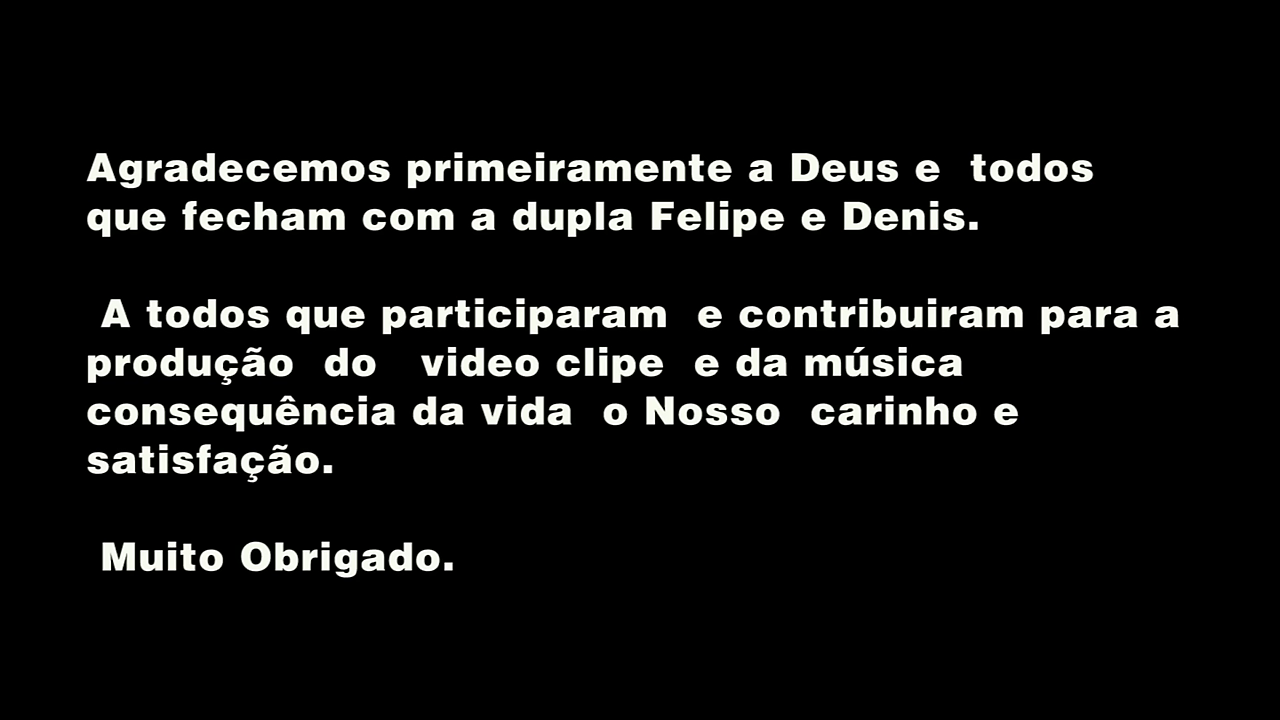 Agradecemos primeiramente a Deus e  todos
que fecham com a dupla Felipe e Denis.
A todos que participaram  e contribuiram para a
produção  do   video clipe  e da música
consequência da vida  o Nosso  carinho e
satisfação.
Muito Obrigado.